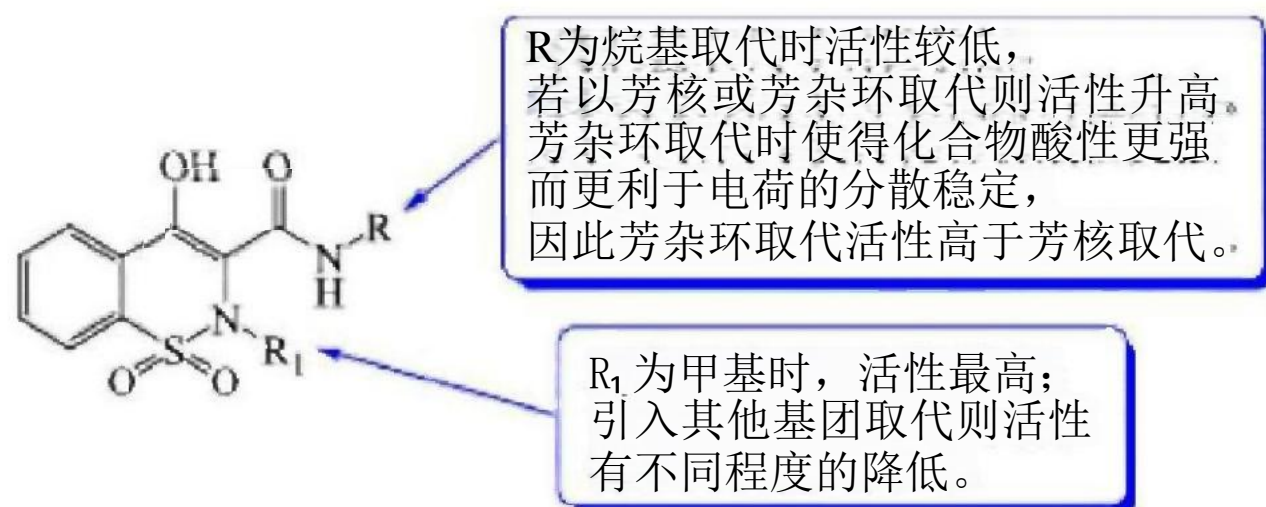 R为烷基取代时活性较低，
若以芳核或芳杂环取代则活性升高。
芳杂环取代时使得化合物酸性更强
而更利于电荷的分散稳定，
因此芳杂环取代活性高于芳核取代。
OH
O
R
N
H
N
S
R₁
O
O
R₁为甲基时，活性最高；
引入其他基团取代则活性
有不同程度的降低。